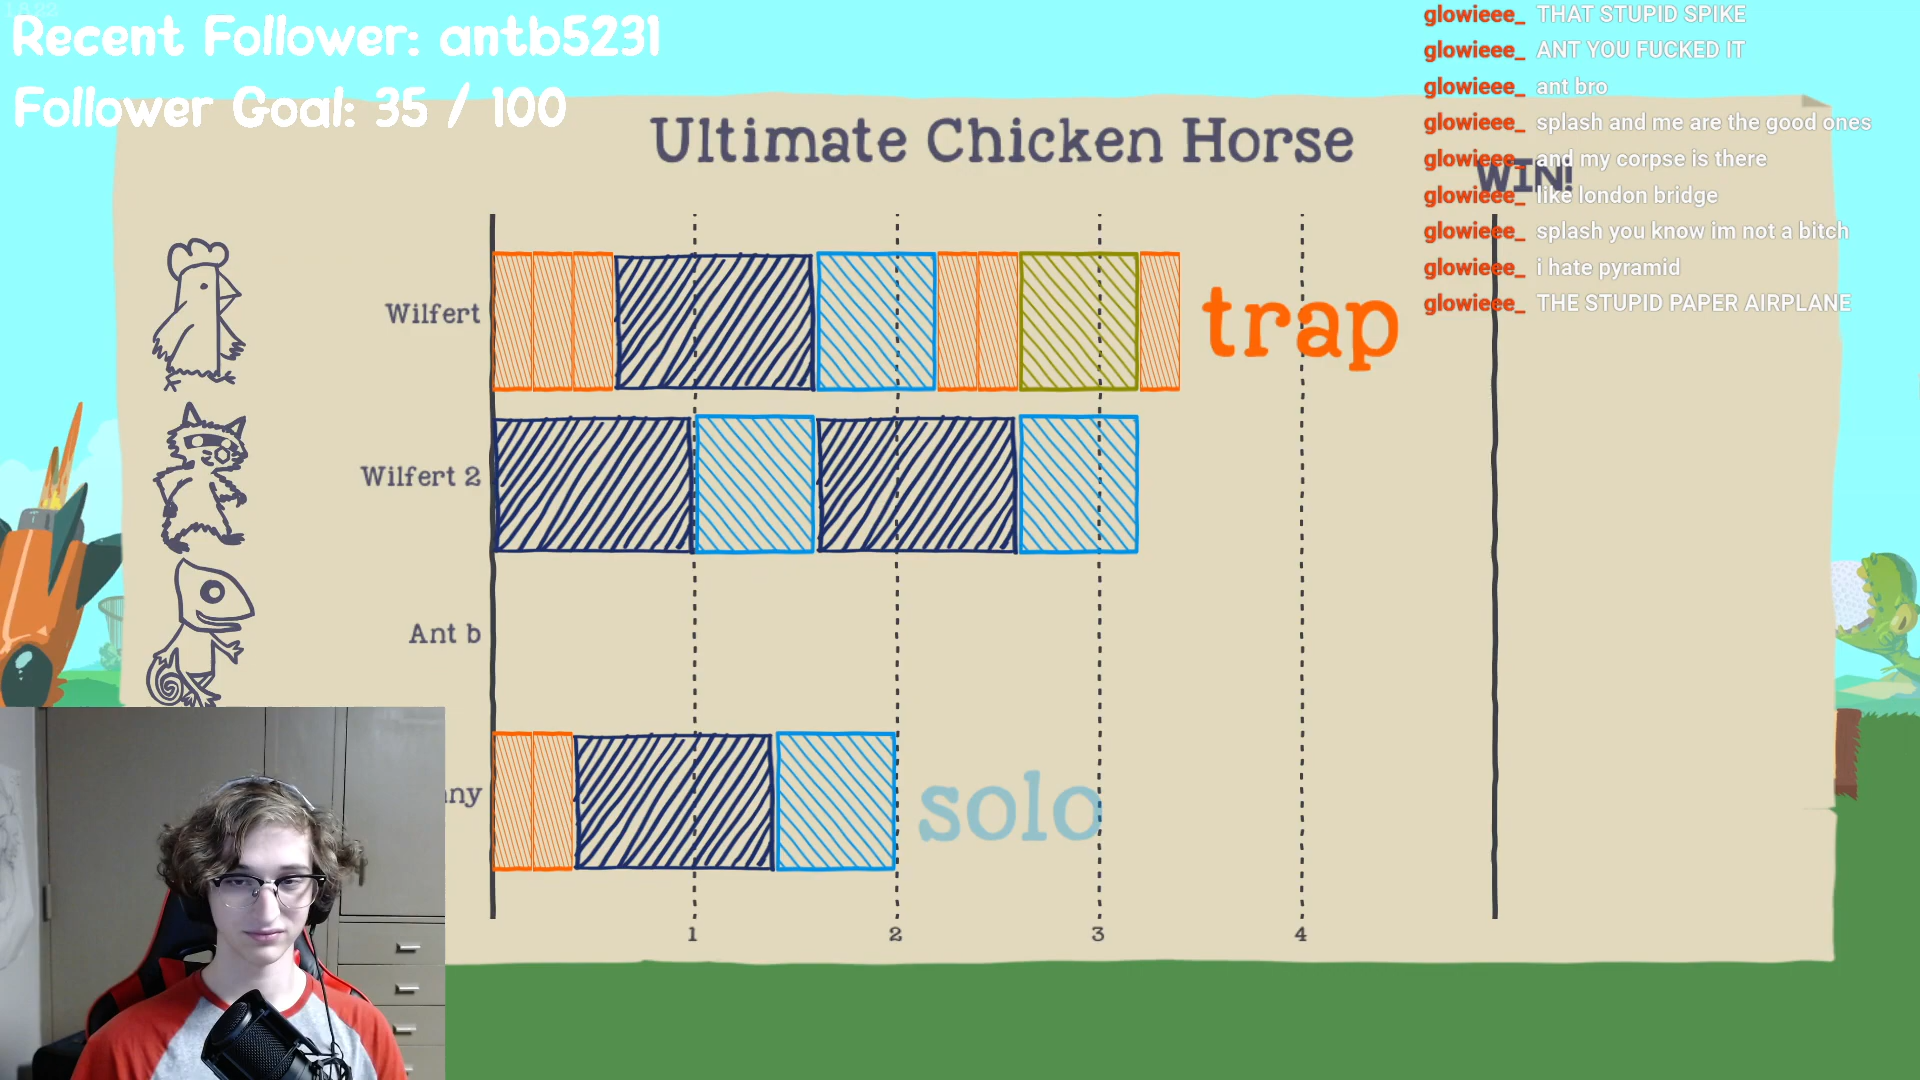 Recent Follower: antb5231
Follower Goal: 35 / 100
glowieee_ THAT STUPID SPIKE
glowieee_ ANT YOU FUCKED IT
glowieee_ ant bro
glowieee_ splash and me are the good ones
glowieee_ and my corpse is there
glowieee_ like london bridge
glowieee_ splash you know im not a bitch
glowieee_ i hate pyramid
glowieee_ THE STUPID PAPER AIRPLANE
Ultimate Chicken Horse
WIN!
Wilfert
trap
Wilfert 2
Ant b
ny
solo
1 2 3 4